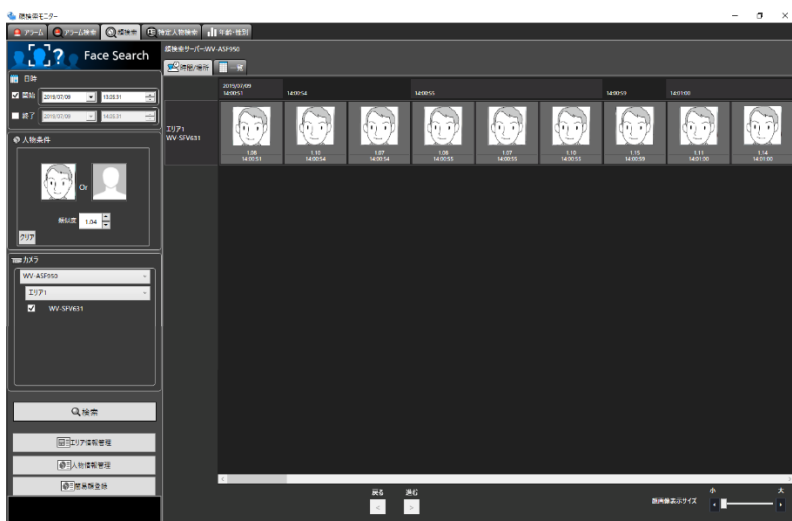 顔検索モニター
アラーム
アラーム検索
顔検索
特定人物検索
年齢・性別
Face Search
顔検索サーバー:WV-ASF950
時間/場所
一覧
日時
開始
2019/07/09
終了
2019/07/09
人物条件
Or
類似度
1.04
クリア
カメラ
WV-ASF950
エリア1
WV-SFV631
検索
エリア情報管理
人物情報管理
簡易顔登録
2019/07/09
14:00:51
14:00:54
14:00:55
14:00:59
14:01:00
エリア1
WV-SFV631
1.08
14:00:51
1.10
14:00:54
1.07
14:00:54
1.08
14:00:55
1.07
14:00:55
1.10
14:00:55
1.15
14:00:59
1.11
14:01:00
1.14
14:01:00
戻る
進む
顔画像表示サイズ
小
大